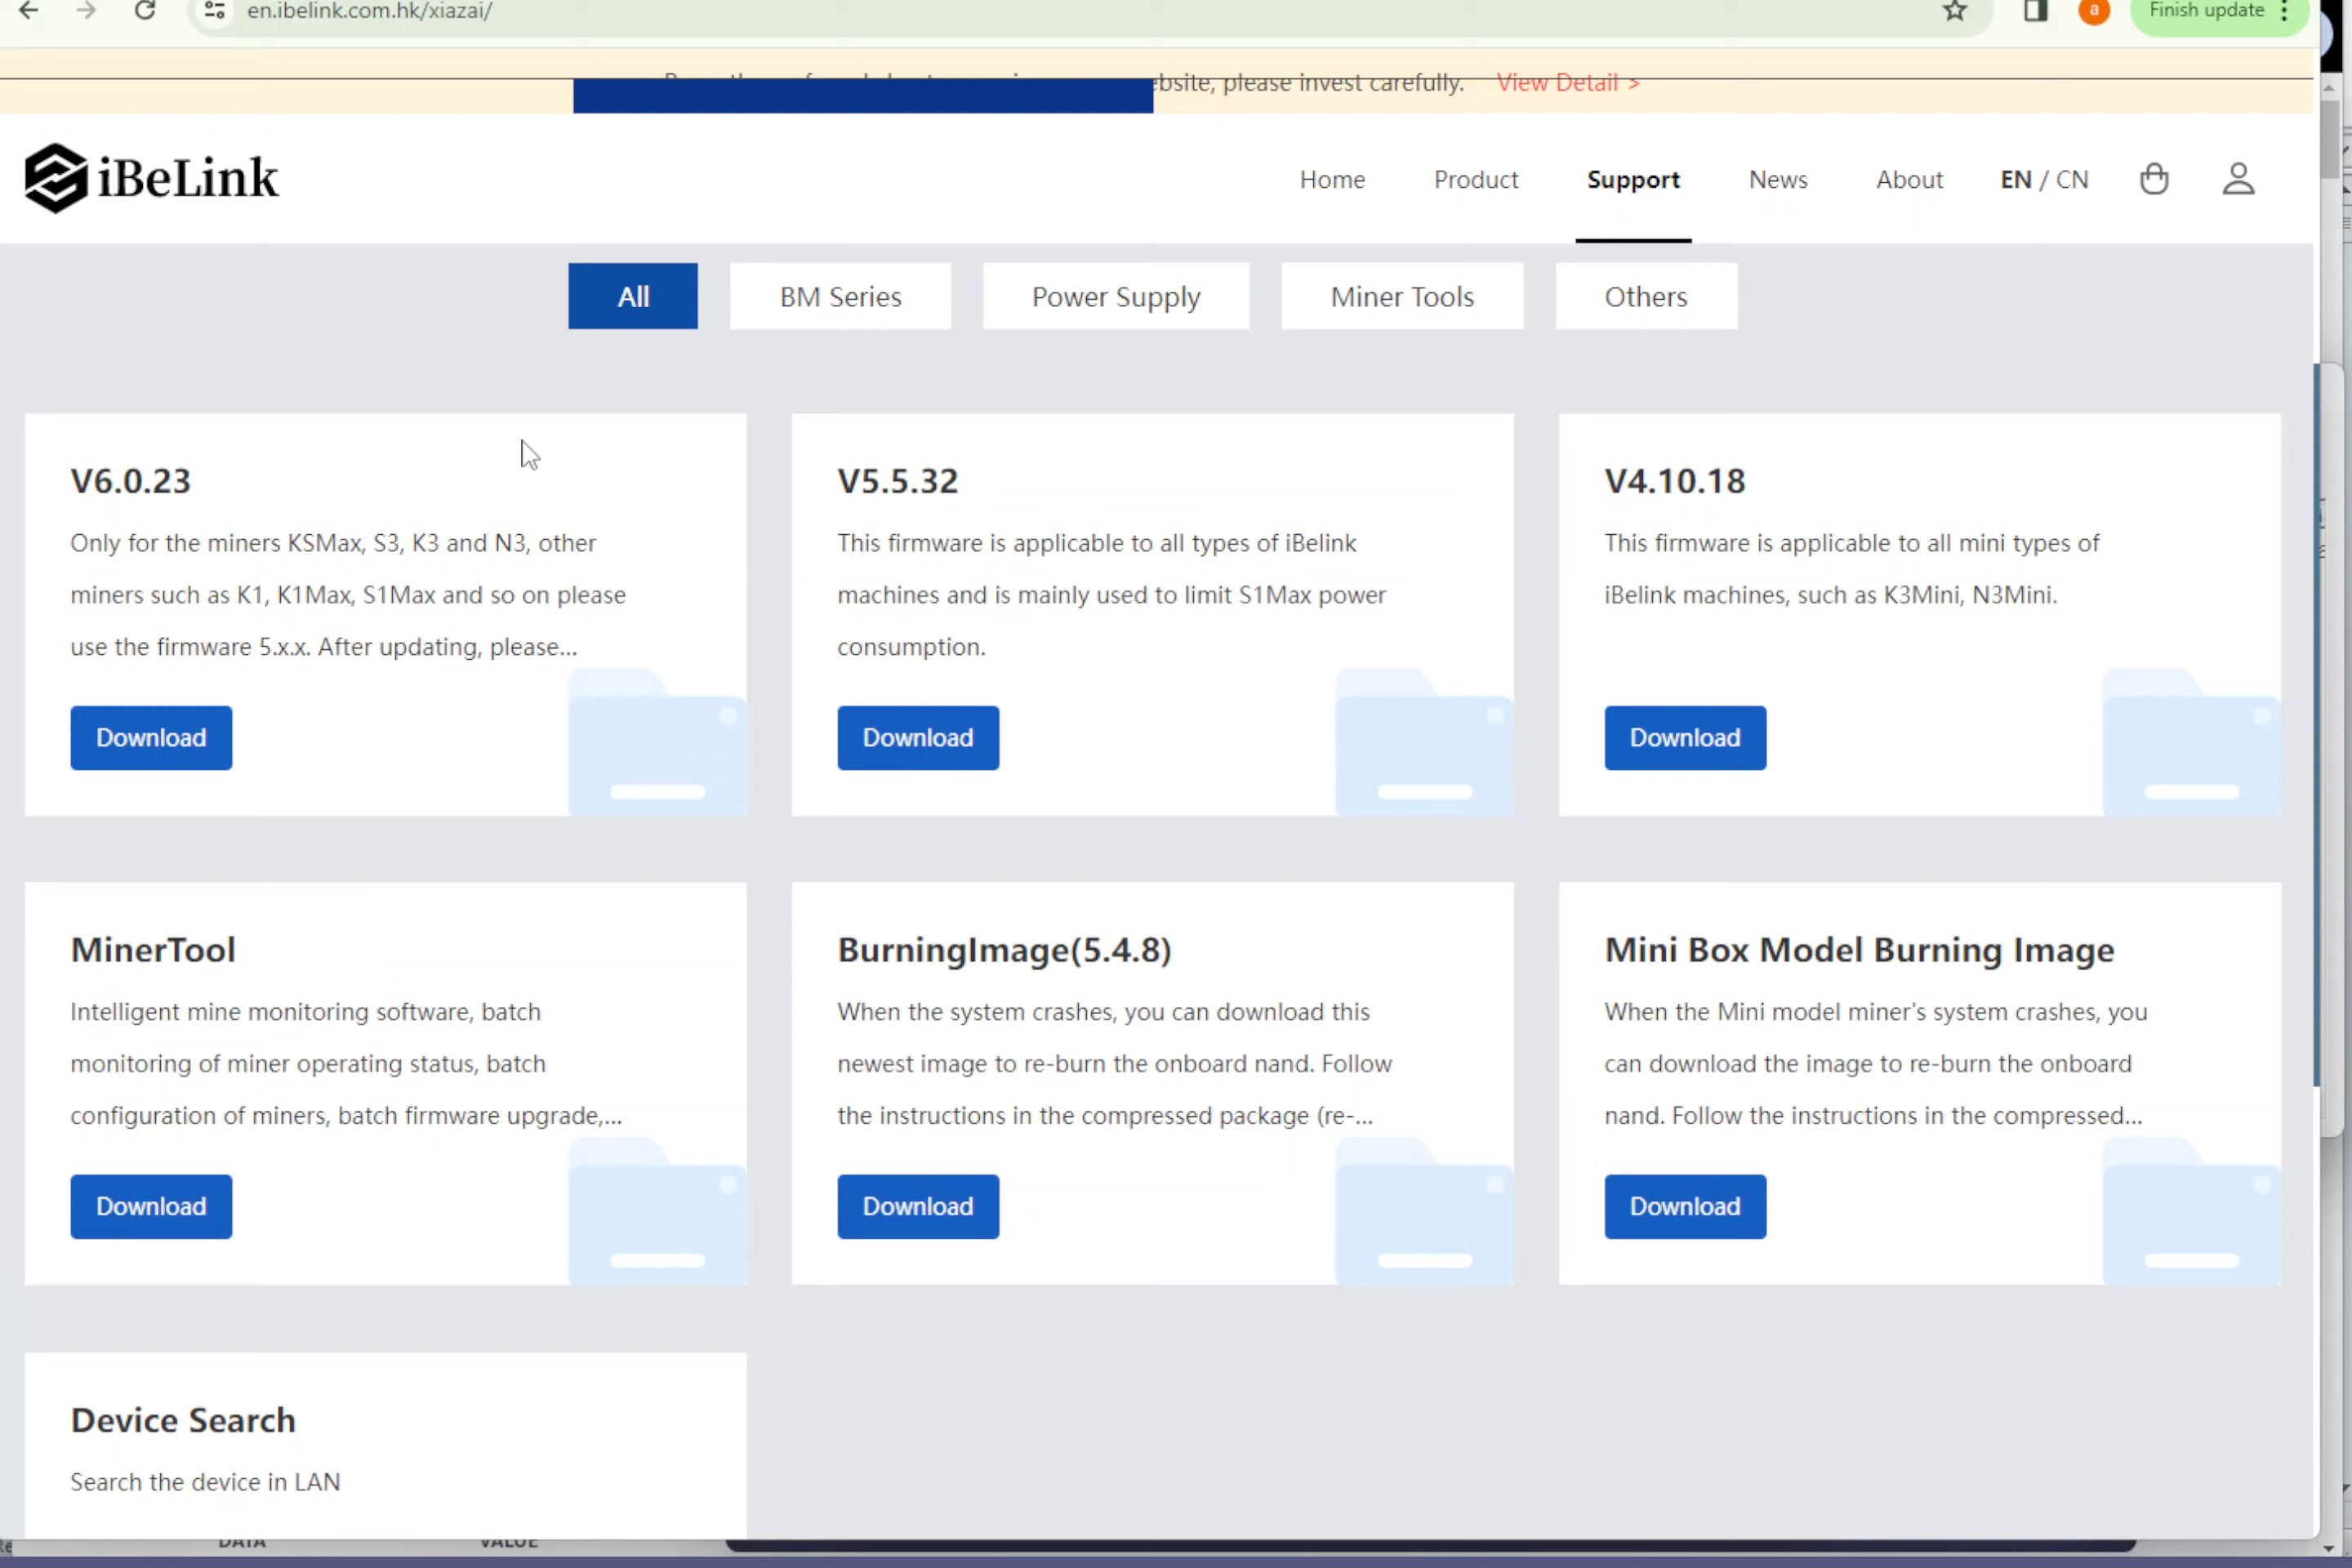 en.ibelink.com.hk/xiazai/
a
Finish update
ebsite, please invest carefully. View Detail >
iBeLink
Home Product Support News About EN / CN
All BM Series Power Supply Miner Tools Others
V6.0.23
Only for the miners KSMax, S3, K3 and N3, other
miners such as K1, K1Max, S1Max and so on please
use the firmware 5.x.x. After updating, please...
Download
V5.5.32
This firmware is applicable to all types of iBelink
machines and is mainly used to limit S1Max power
consumption.
Download
V4.10.18
This firmware is applicable to all mini types of
iBelink machines, such as K3Mini, N3Mini.
Download
MinerTool
Intelligent mine monitoring software, batch
monitoring of miner operating status, batch
configuration of miners, batch firmware upgrade,...
Download
BurningImage(5.4.8)
When the system crashes, you can download this
newest image to re-burn the onboard nand. Follow
the instructions in the compressed package (re-...
Download
Mini Box Model Burning Image
When the Mini model miner's system crashes, you
can download the image to re-burn the onboard
nand. Follow the instructions in the compressed...
Download
Device Search
Search the device in LAN
DATA VALUE